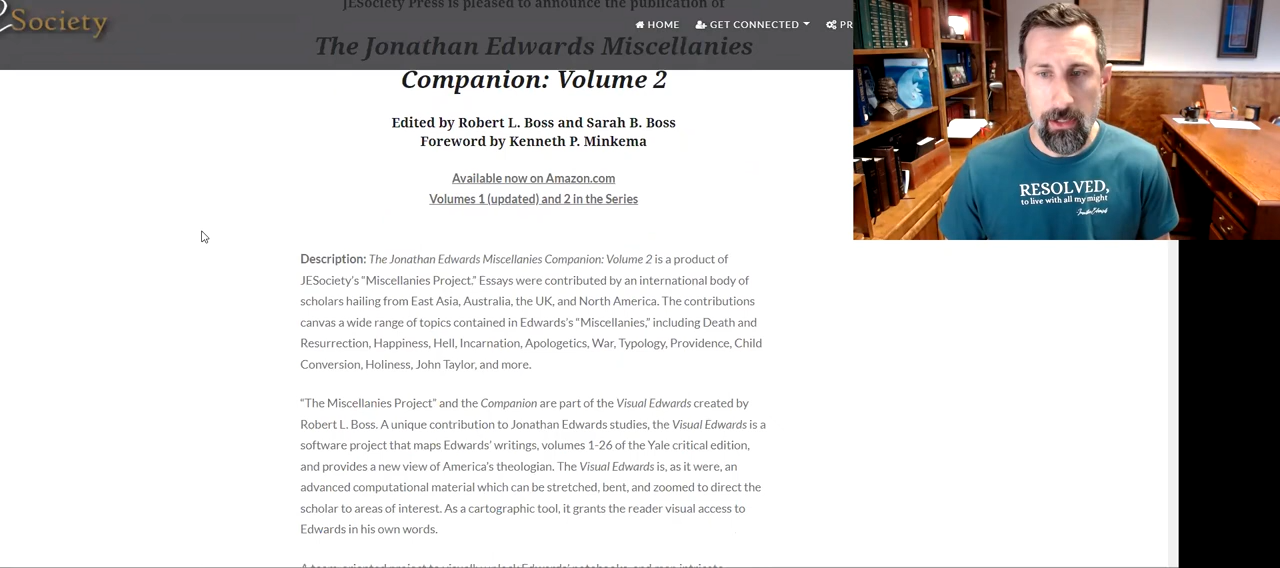 JESociety Press is pleased to announce the publication of
Society
HOME GET CONNECTED PR
The Jonathan Edwards Miscellanies
Companion: Volume 2
Edited by Robert L. Boss and Sarah B. Boss
Foreword by Kenneth P. Minkema
Available now on Amazon.com
Volumes 1 (updated) and 2 in the Series
RESOLVED,
to live with all my might
Description: The Jonathan Edwards Miscellanies Companion: Volume 2 is a product of
JESociety's “Miscellanies Project.” Essays were contributed by an international body of
scholars hailing from East Asia, Australia, the UK, and North America. The contributions
canvas a wide range of topics contained in Edwards's “Miscellanies,” including Death and
Resurrection, Happiness, Hell, Incarnation, Apologetics, War, Typology, Providence, Child
Conversion, Holiness, John Taylor, and more.
“The Miscellanies Project” and the Companion are part of the Visual Edwards created by
Robert L. Boss. A unique contribution to Jonathan Edwards studies, the Visual Edwards is a
software project that maps Edwards' writings, volumes 1-26 of the Yale critical edition,
and provides a new view of America's theologian. The Visual Edwards is, as it were, an
advanced computational material which can be stretched, bent, and zoomed to direct the
scholar to areas of interest. As a cartographic tool, it grants the reader visual access to
Edwards in his own words.